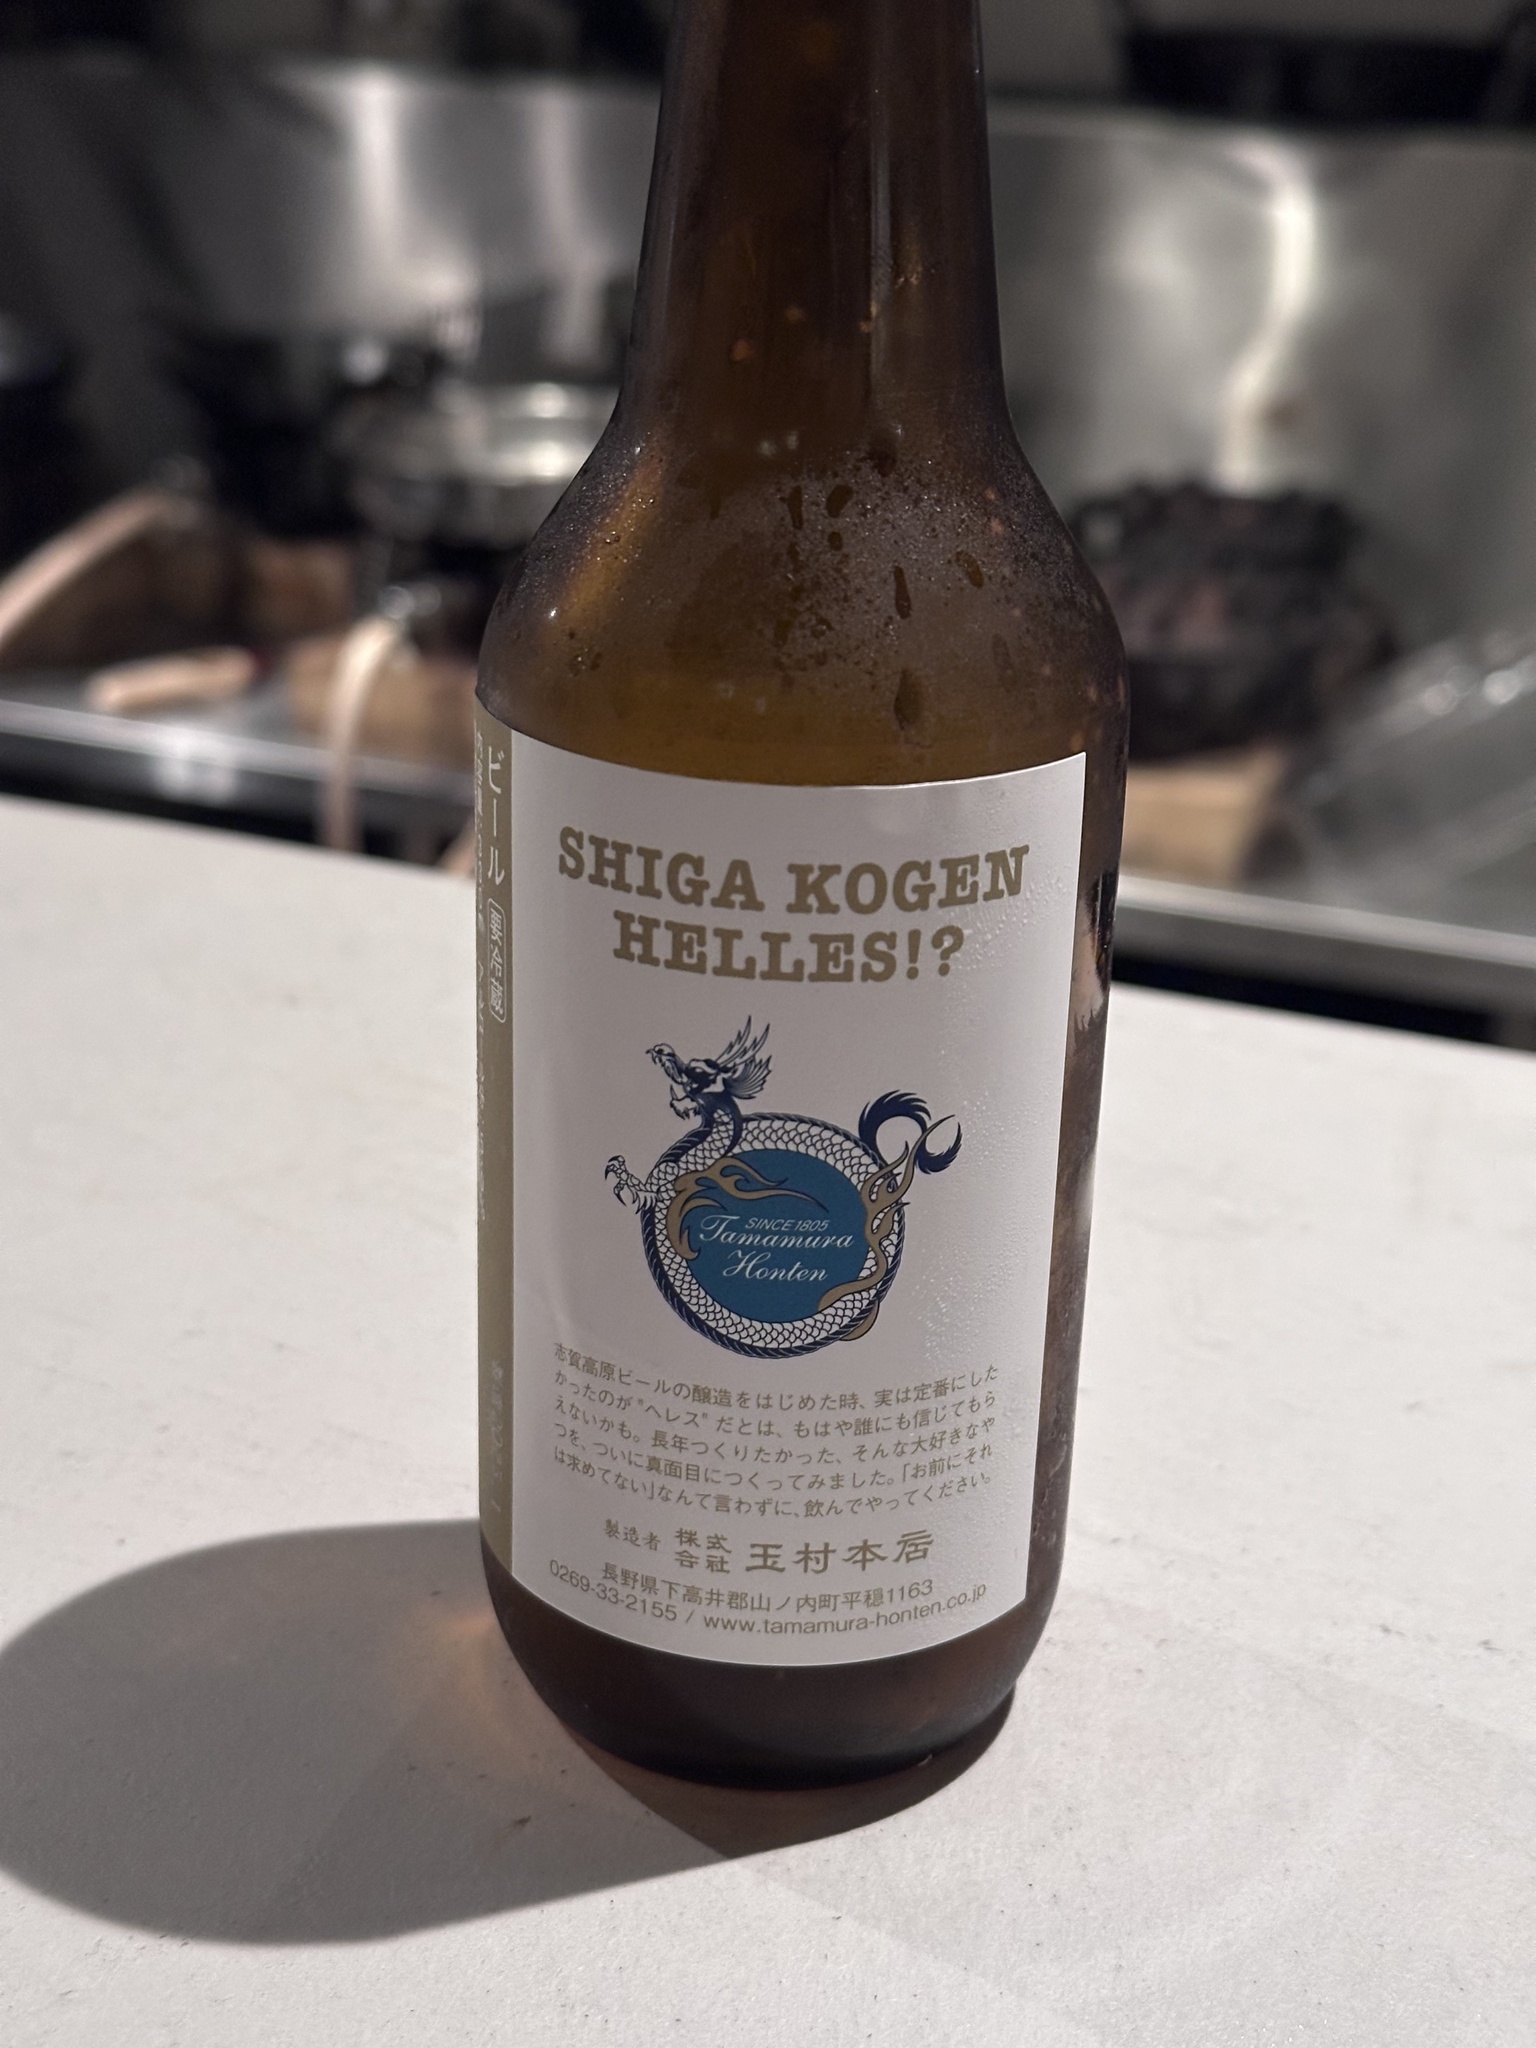 SHIGA KOGEN
HELLES!?
SINCE 1805
Tamamura
Honten
志賀高原ビールの醸造をはじめた時、実は定番にした
かったのが"ヘレス"だとは、もはや誰にも信じてもら
えないかも。長年つくりたかった、そんな大好きなや
つを、ついに真面目につくってみました。「お前にそれ
は求めてない」なんて言わずに、飲んでやってください。
製造者 株式会社 玉村本店
長野県下高井郡山ノ内町平穏1163
0269-33-2155 / www.tamamura-honten.co.jp
ビール 要冷蔵